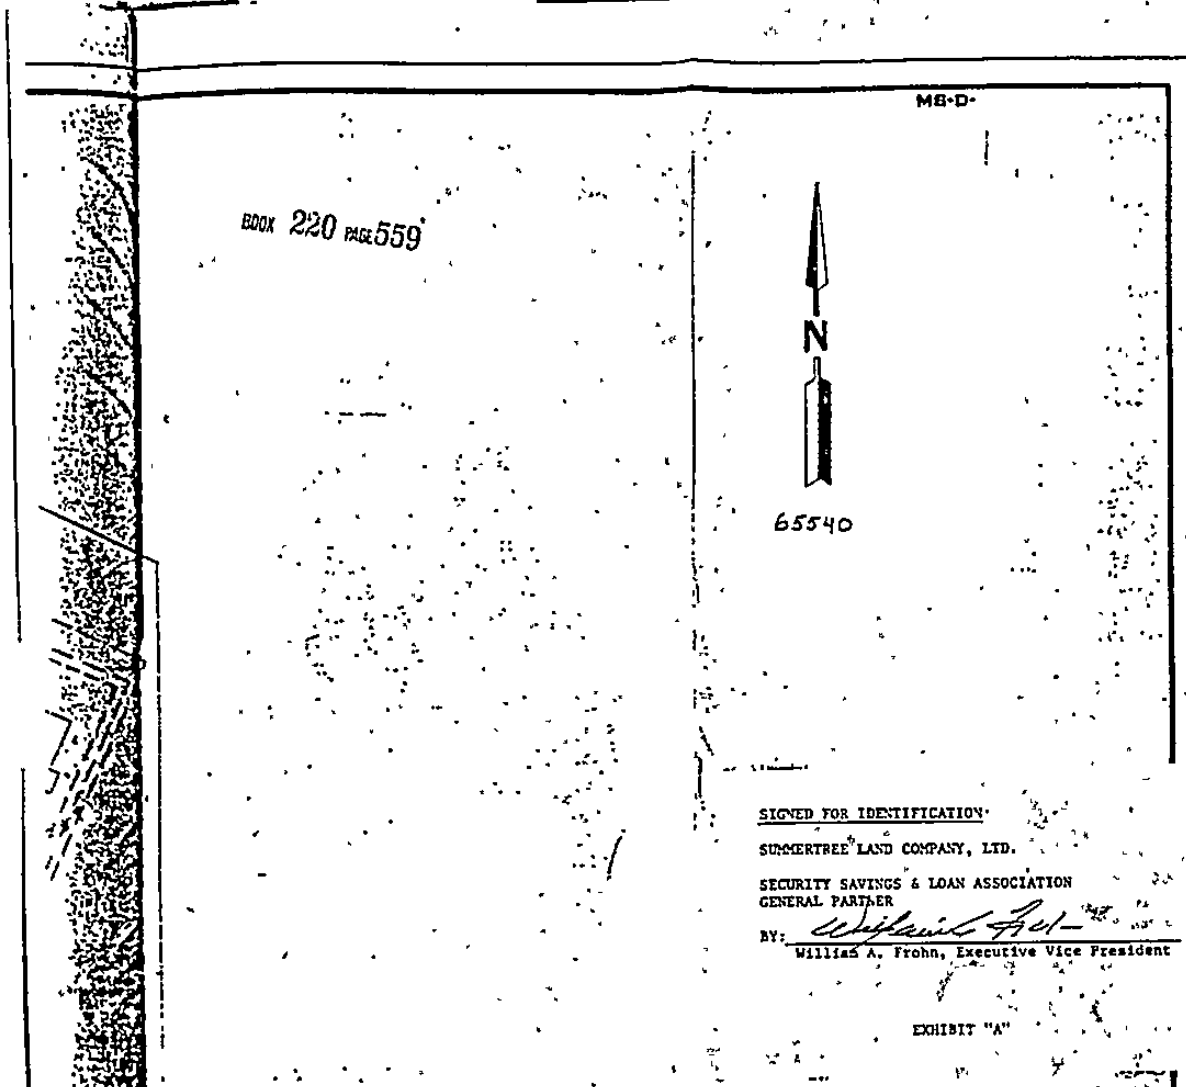 MS-D-
BOOK 220 PAGE 559
N
65540
SIGNED FOR IDENTIFICATION
SUMMERTREE LAND COMPANY, LTD.
SECURITY SAVINGS & LOAN ASSOCIATION
GENERAL PARTNER
BY:
William A. Frohn, Executive Vice President
EXHIBIT "A"